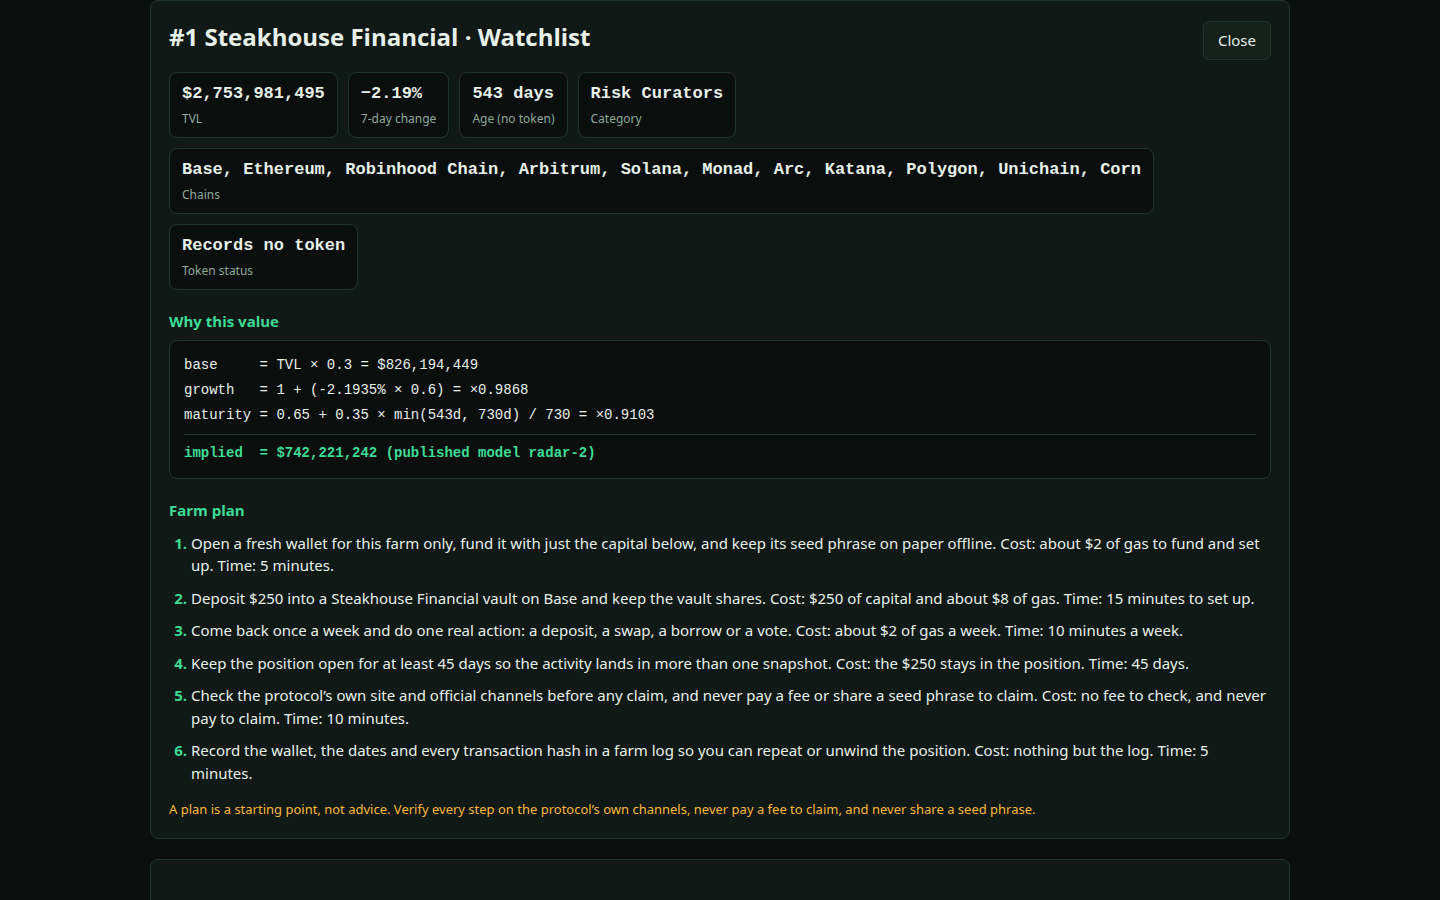 #1 Steakhouse Financial · Watchlist
Close
$2,753,981,495
TVL
−2.19%
7-day change
543 days
Age (no token)
Risk Curators
Category
Base, Ethereum, Robinhood Chain, Arbitrum, Solana, Monad, Arc, Katana, Polygon, Unichain, Corn
Chains
Records no token
Token status
Why this value
base = TVL × 0.3 = $826,194,449
growth = 1 + (-2.1935% × 0.6) = ×0.9868
maturity = 0.65 + 0.35 × min(543d, 730d) / 730 = ×0.9103
implied = $742,221,242 (published model radar-2)
Farm plan
1. Open a fresh wallet for this farm only, fund it with just the capital below, and keep its seed phrase on paper offline. Cost: about $2 of gas to fund and set
up. Time: 5 minutes.
2. Deposit $250 into a Steakhouse Financial vault on Base and keep the vault shares. Cost: $250 of capital and about $8 of gas. Time: 15 minutes to set up.
3. Come back once a week and do one real action: a deposit, a swap, a borrow or a vote. Cost: about $2 of gas a week. Time: 10 minutes a week.
4. Keep the position open for at least 45 days so the activity lands in more than one snapshot. Cost: the $250 stays in the position. Time: 45 days.
5. Check the protocol’s own site and official channels before any claim, and never pay a fee or share a seed phrase to claim. Cost: no fee to check, and never
pay to claim. Time: 10 minutes.
6. Record the wallet, the dates and every transaction hash in a farm log so you can repeat or unwind the position. Cost: nothing but the log. Time: 5
minutes.
A plan is a starting point, not advice. Verify every step on the protocol’s own channels, never pay a fee to claim, and never share a seed phrase.